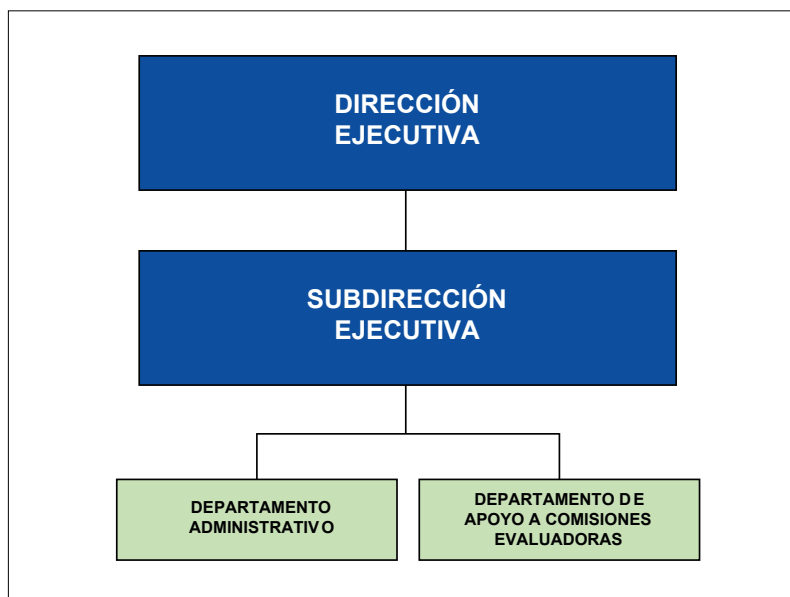 DIRECCIÓN
EJECUTIVA
SUBDIRECCIÓN
EJECUTIVA
DEPARTAMENTO
ADMINISTRATIVO
DEPARTAMENTO DE
APOYO A COMISIONES
EVALUADORAS